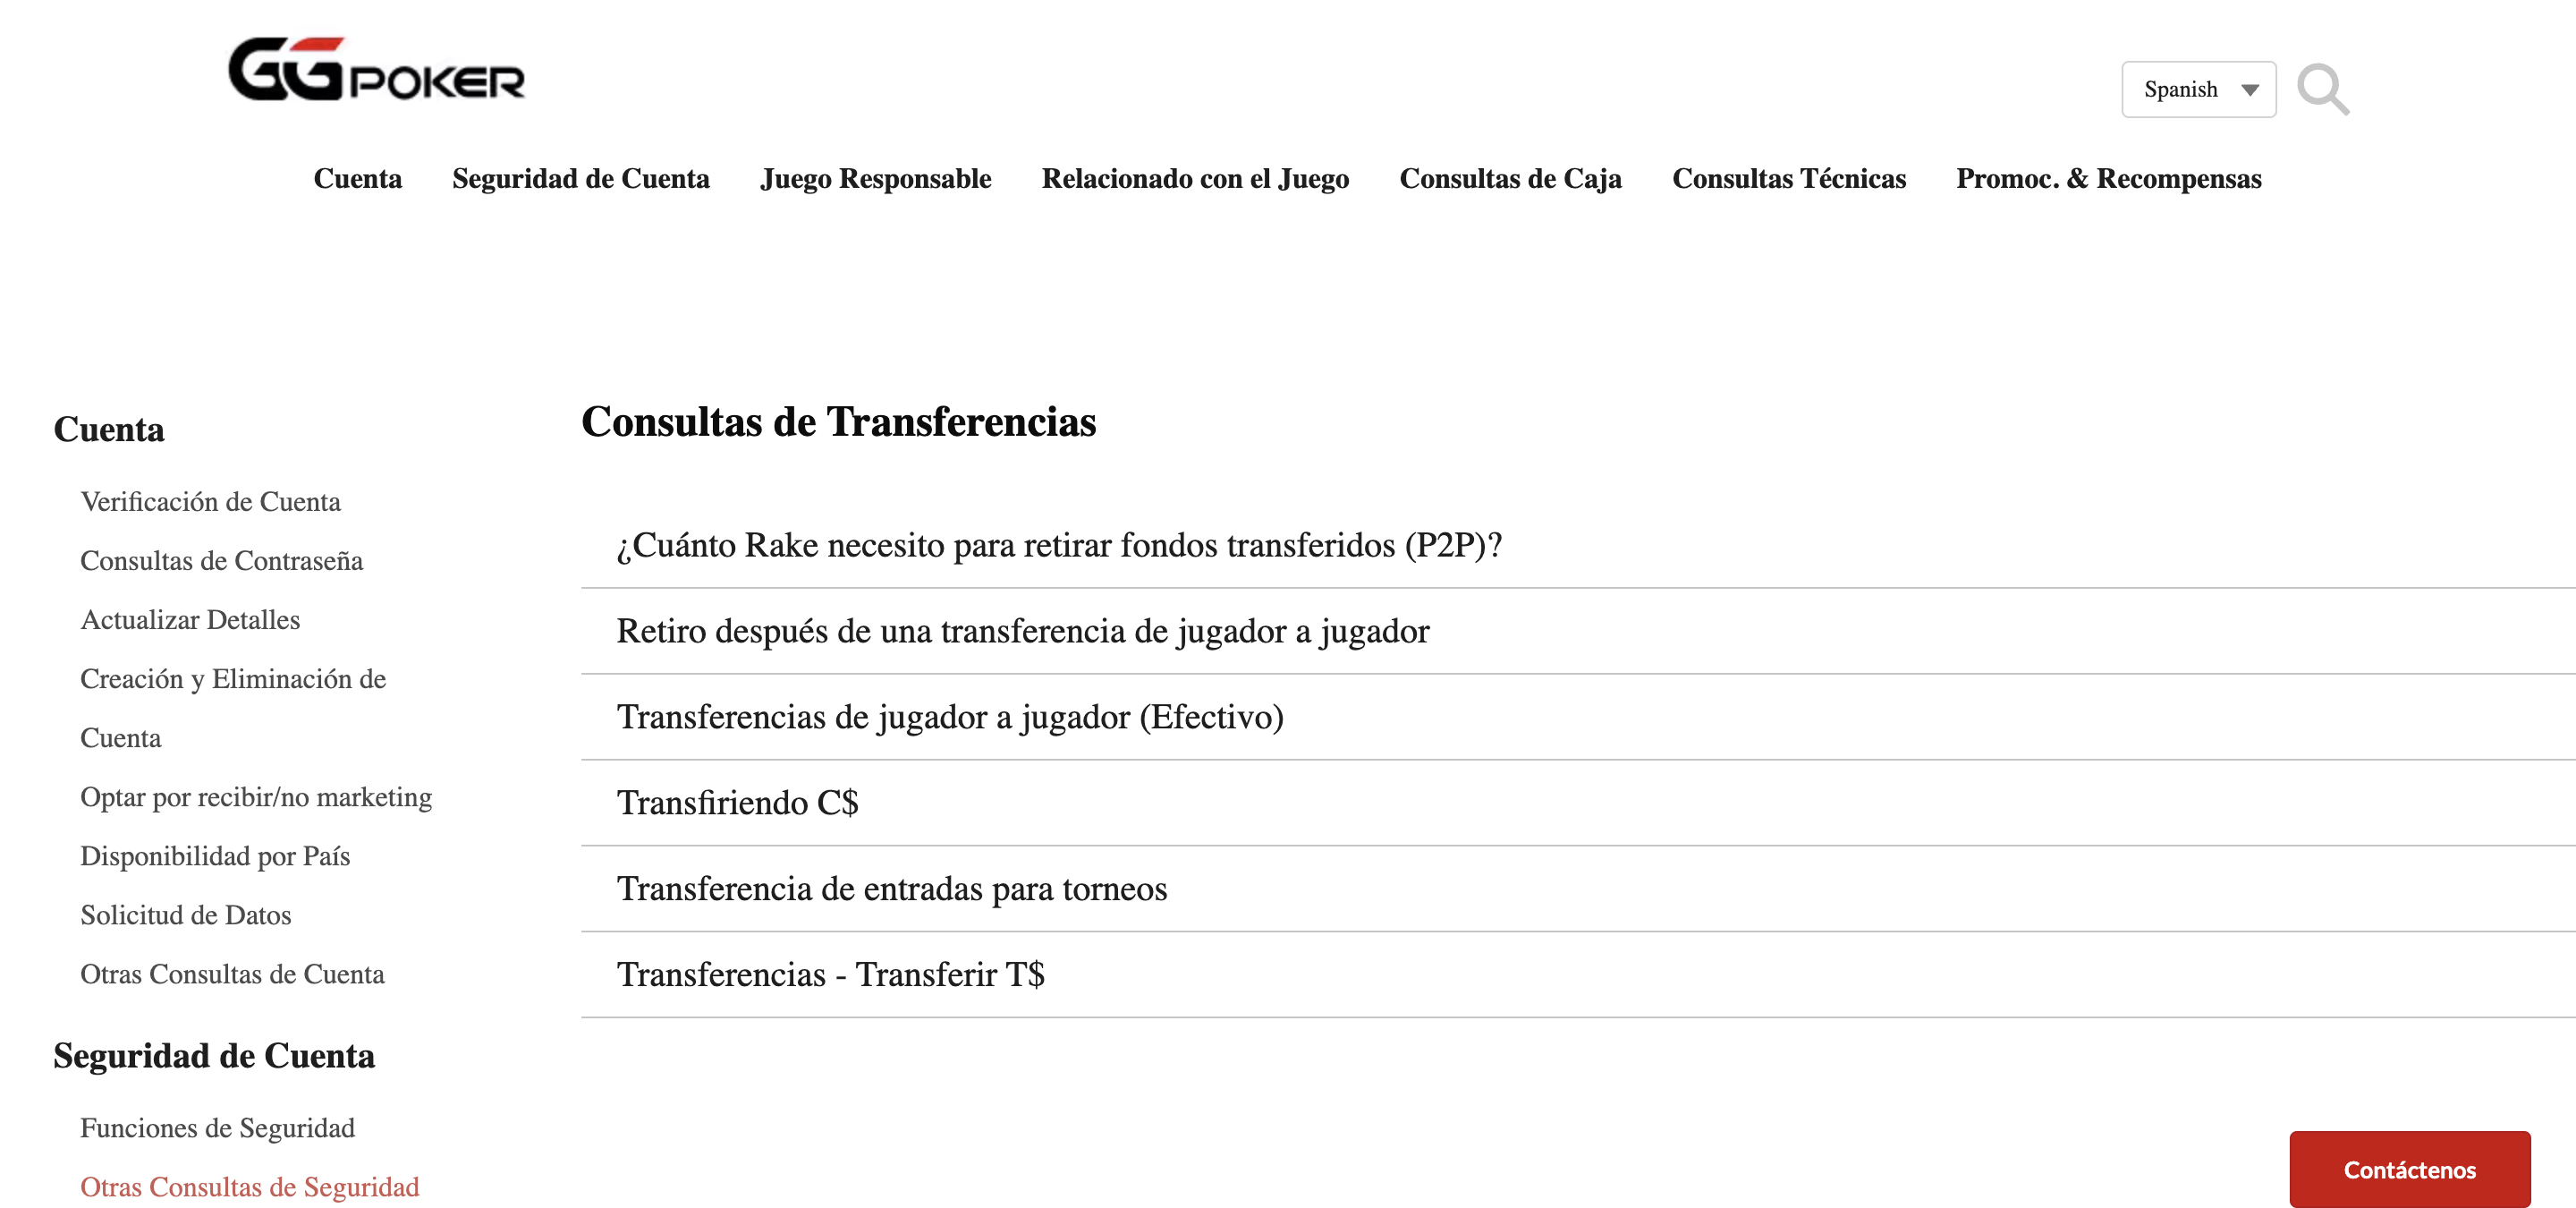 GGPOKER
Spanish
Cuenta
Seguridad de Cuenta
Juego Responsable
Relacionado con el Juego
Consultas de Caja
Consultas Técnicas
Promoc. & Recompensas
Cuenta
Verificación de Cuenta
Consultas de Contraseña
Actualizar Detalles
Creación y Eliminación de
Cuenta
Optar por recibir/no marketing
Disponibilidad por País
Solicitud de Datos
Otras Consultas de Cuenta
Seguridad de Cuenta
Funciones de Seguridad
Otras Consultas de Seguridad
Consultas de Transferencias
¿Cuánto Rake necesito para retirar fondos transferidos (P2P)?
Retiro después de una transferencia de jugador a jugador
Transferencias de jugador a jugador (Efectivo)
Transfiriendo C$
Transferencia de entradas para torneos
Transferencias - Transferir T$
Contáctenos